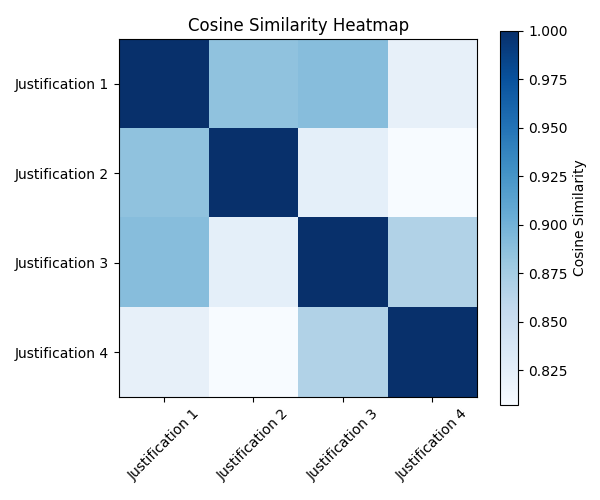 Cosine Similarity Heatmap
Justification 1
Justification 2
Justification 3
Justification 4
Justification 1
Justification 2
Justification 3
Justification 4
1.000
0.975
0.950
0.925
0.900
0.875
0.850
0.825
Cosine Similarity